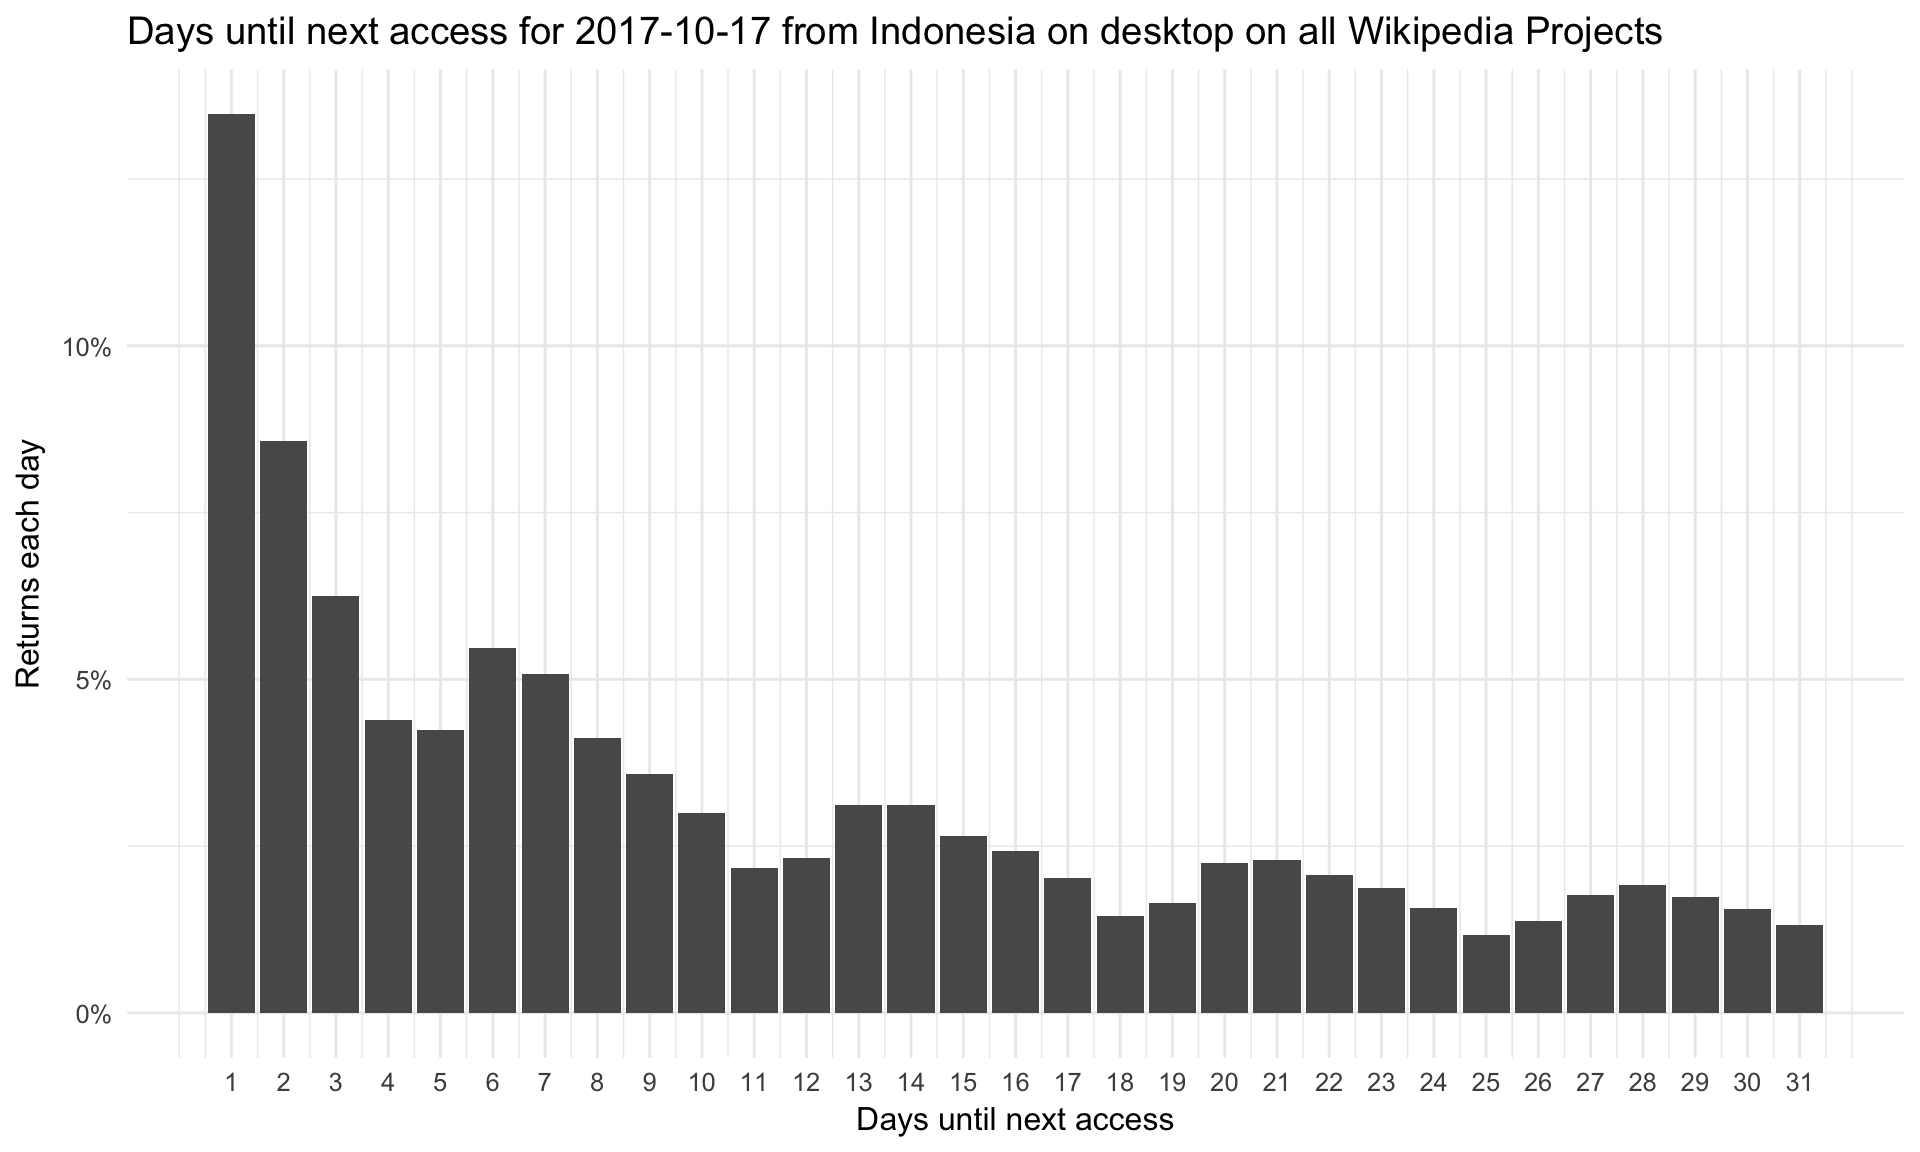 Days until next access for 2017-10-17 from Indonesia on desktop on all Wikipedia Projects
Returns each day
10%
5%
0%
1 2 3 4 5 6 7 8 9 10 11 12 13 14 15 16 17 18 19 20 21 22 23 24 25 26 27 28 29 30 31
Days until next access